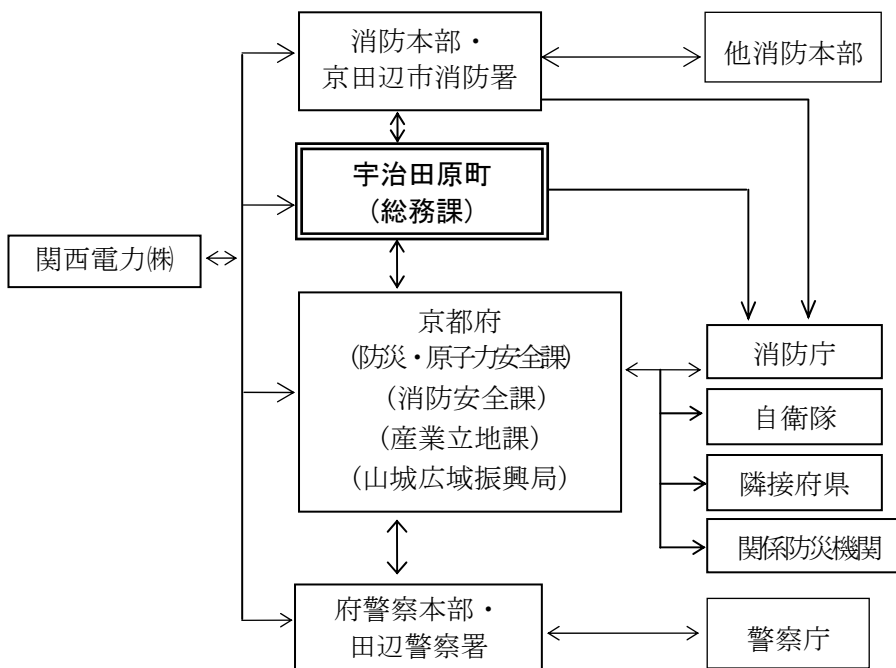 消防本部・
京田辺市消防署
他消防本部
宇治田原町
(総務課)
関西電力㈱
京都府
(防災・原子力安全課)
(消防安全課)
(産業立地課)
(山城広域振興局)
消防庁
自衛隊
隣接府県
関係防災機関
府警察本部・
田辺警察署
警察庁